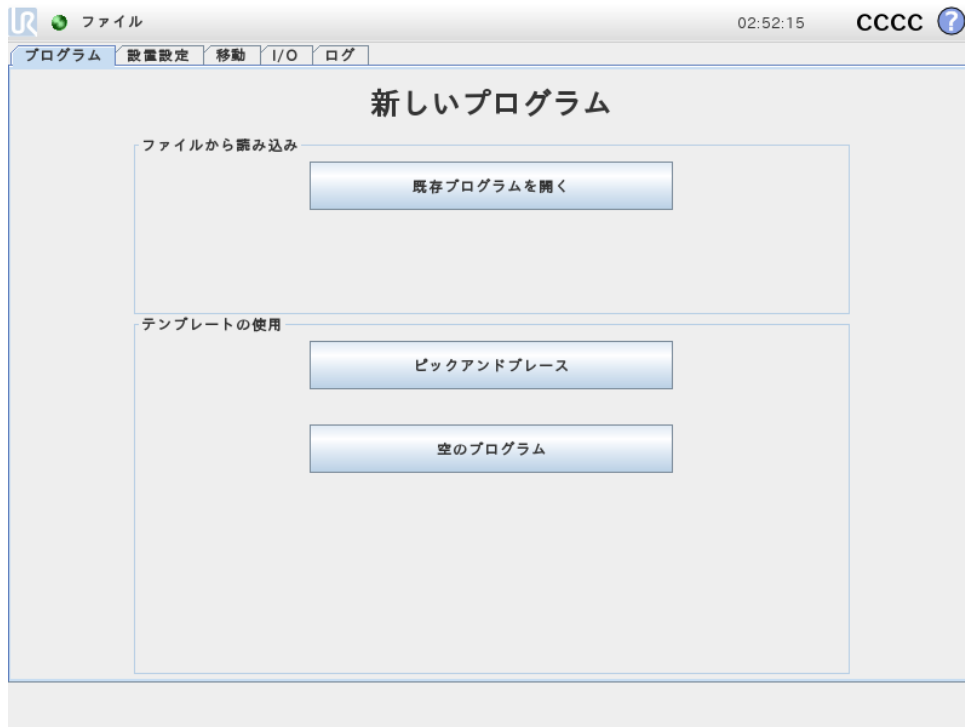 UR ファイル 02:52:15 CCCC ?
プログラム 設置設定 移動 I/O ログ
新しいプログラム
ファイルから読み込み
既存プログラムを開く
テンプレートの使用
ピックアンドプレース
空のプログラム